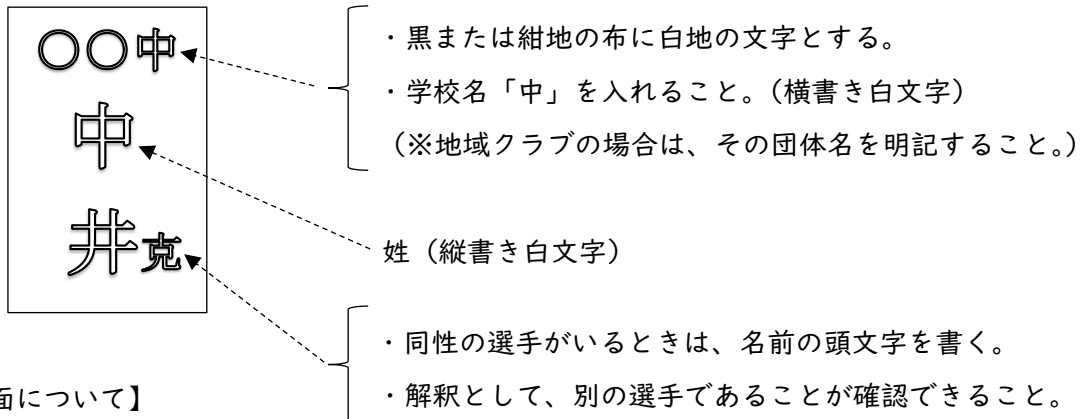 〇〇中
中
井克
・黒または紺地の布に白地の文字とする。
・学校名「中」を入れること。(横書き白文字)
(※地域クラブの場合は、その団体名を明記すること。)
姓（縦書き白文字）
・同性の選手がいるときは、名前の頭文字を書く。
・解釈として、別の選手であることが確認できること。
面について】